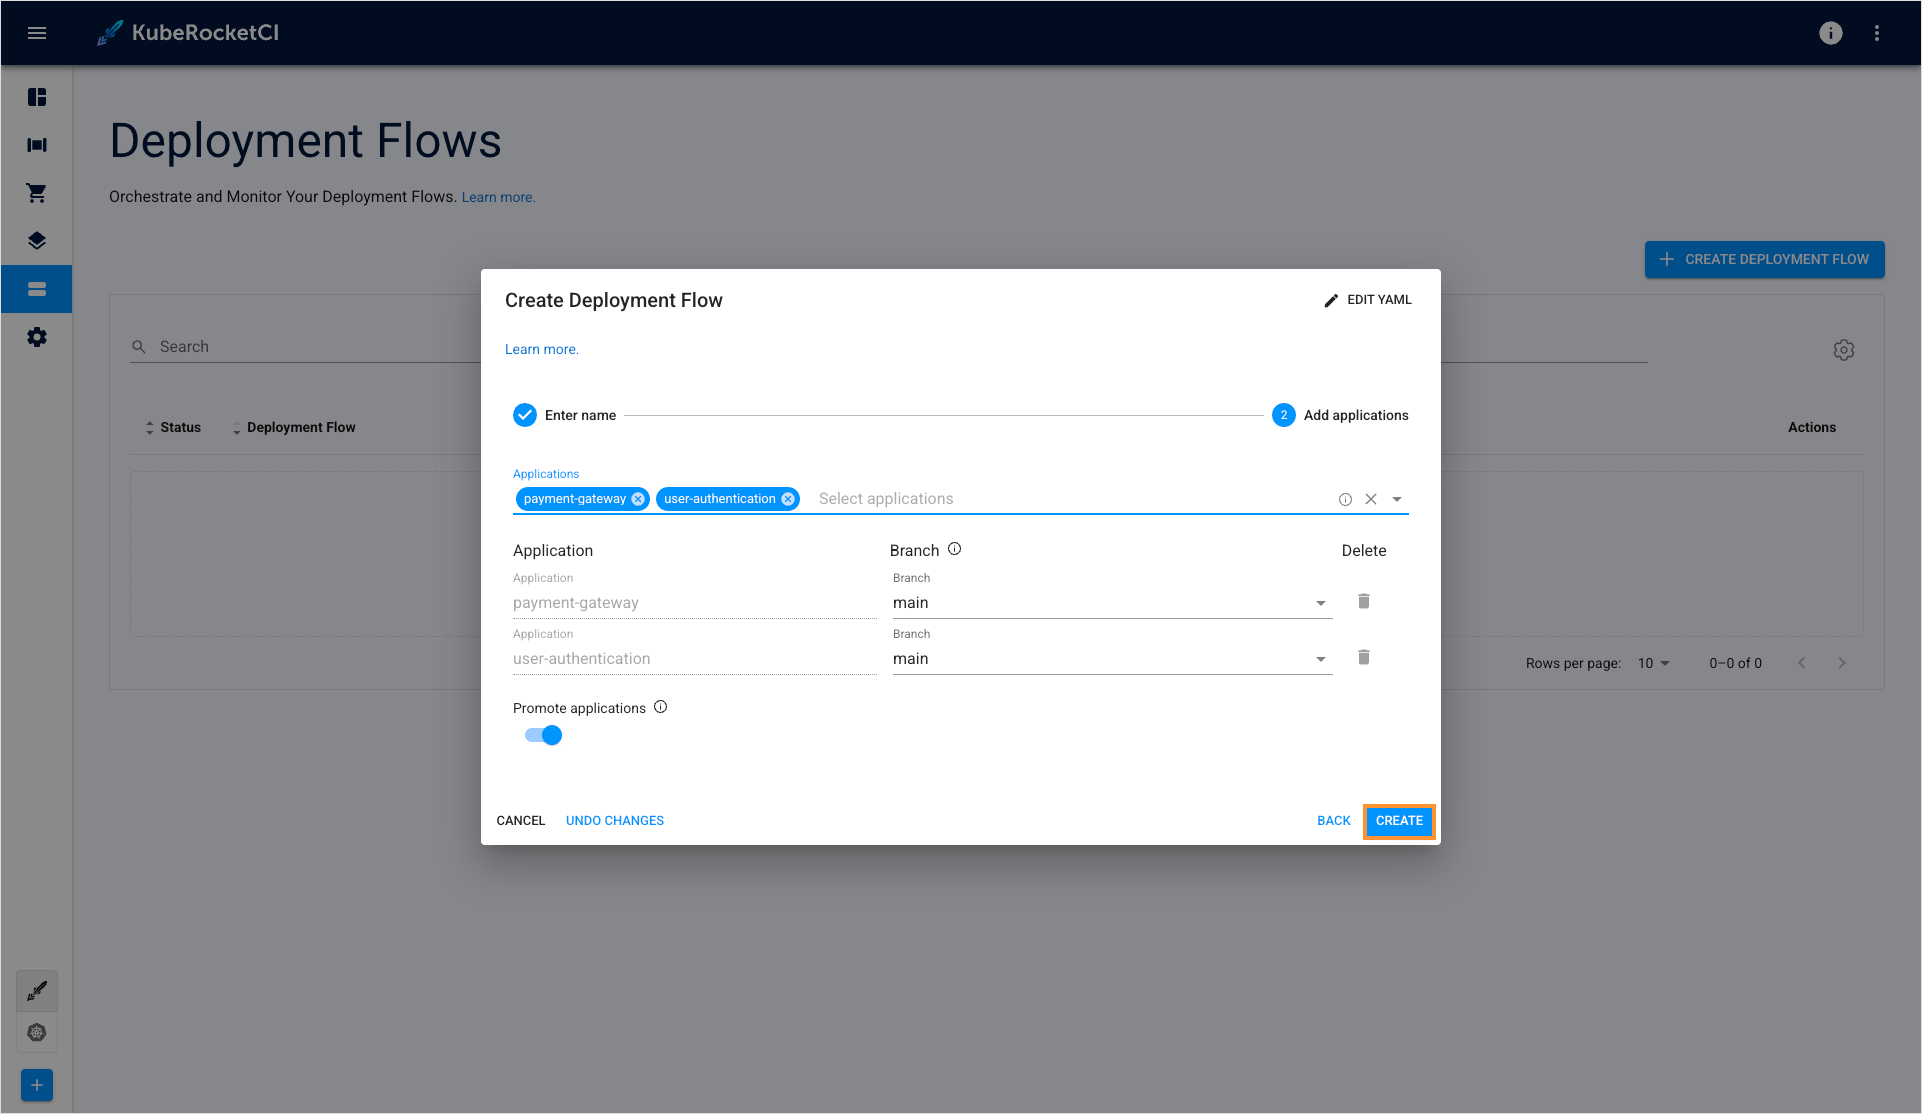 KubeRocketCI
Deployment Flows
Orchestrate and Monitor Your Deployment Flows. Learn more.
CREATE DEPLOYMENT FLOW
Search
Status Deployment Flow Actions
Rows per page: 10 0–0 of 0
Create Deployment Flow EDIT YAML
Learn more.
Enter name 2 Add applications
Applications
payment-gateway user-authentication Select applications
Application Branch Delete
Application Branch
payment-gateway main
Application Branch
user-authentication main
Promote applications
CANCEL UNDO CHANGES BACK CREATE